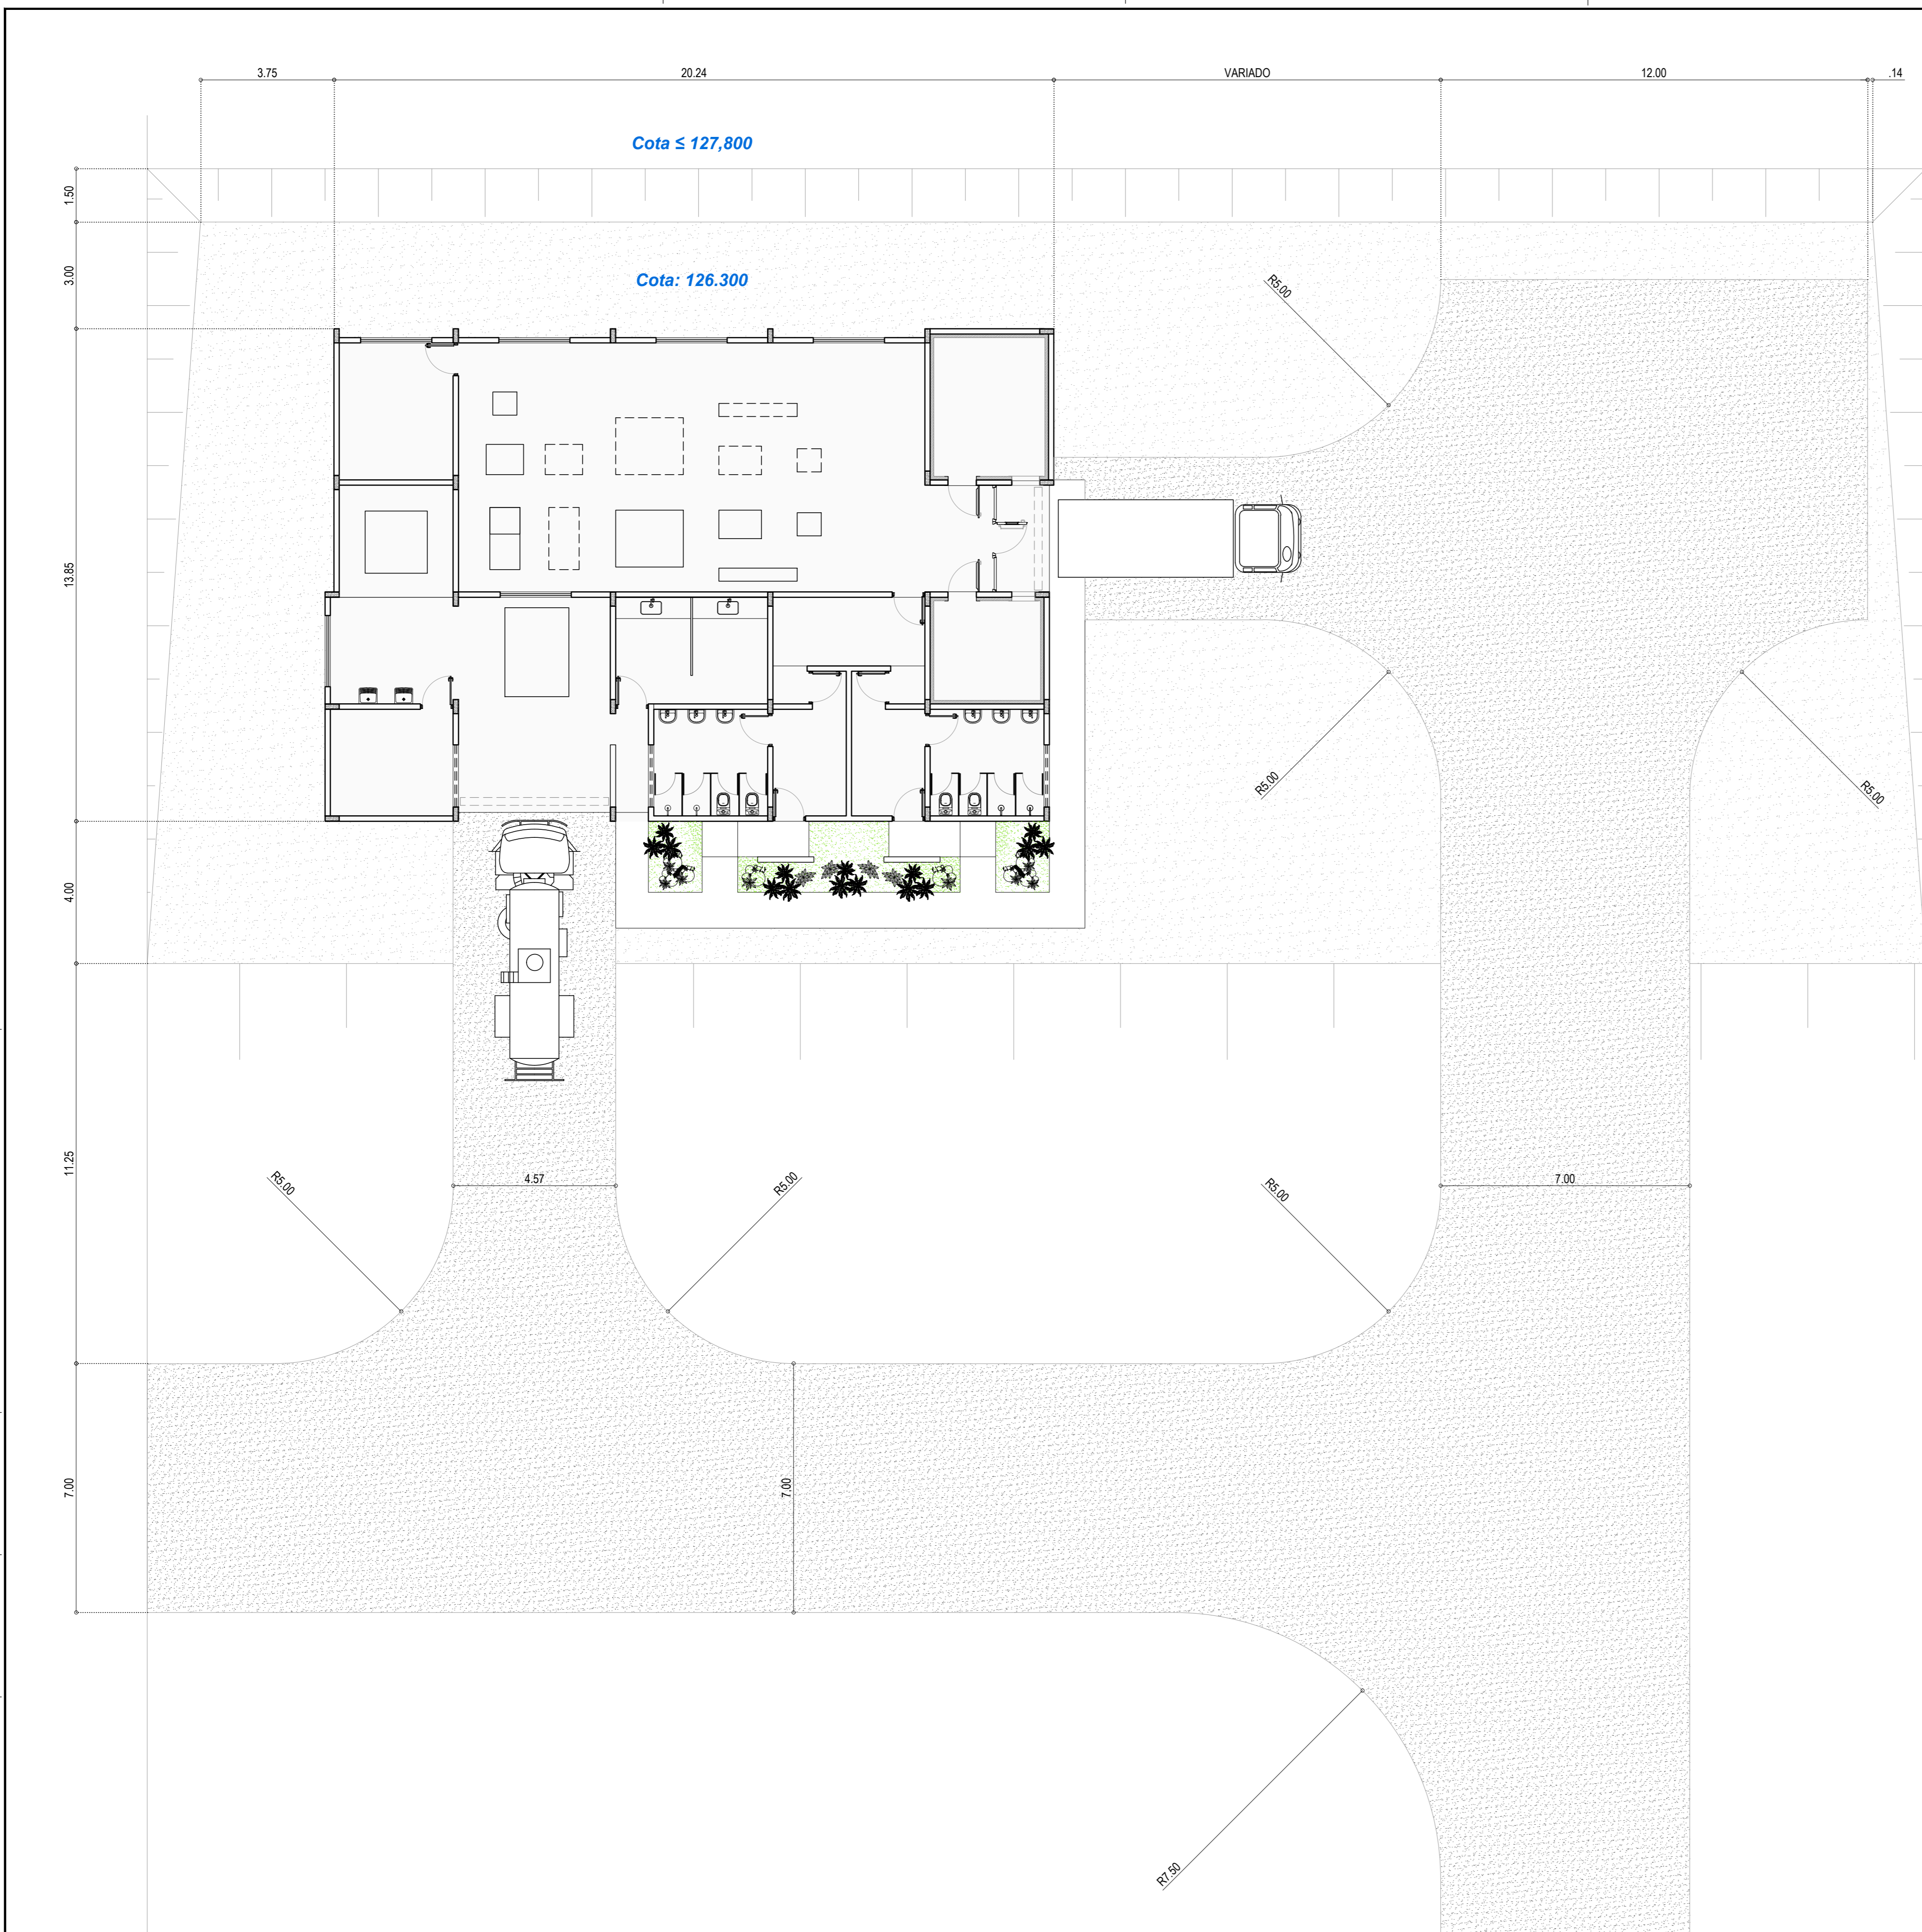 3.75
20.24
VARIADO
12.00
.14
Cota ≤ 127,800
1.50
3.00
Cota: 126.300
R5.00
13.85
R5.00
R5.00
4.00
11.25
R5.00
4.57
R5.00
R5.00
7.00
7.00
7.00
R7.50